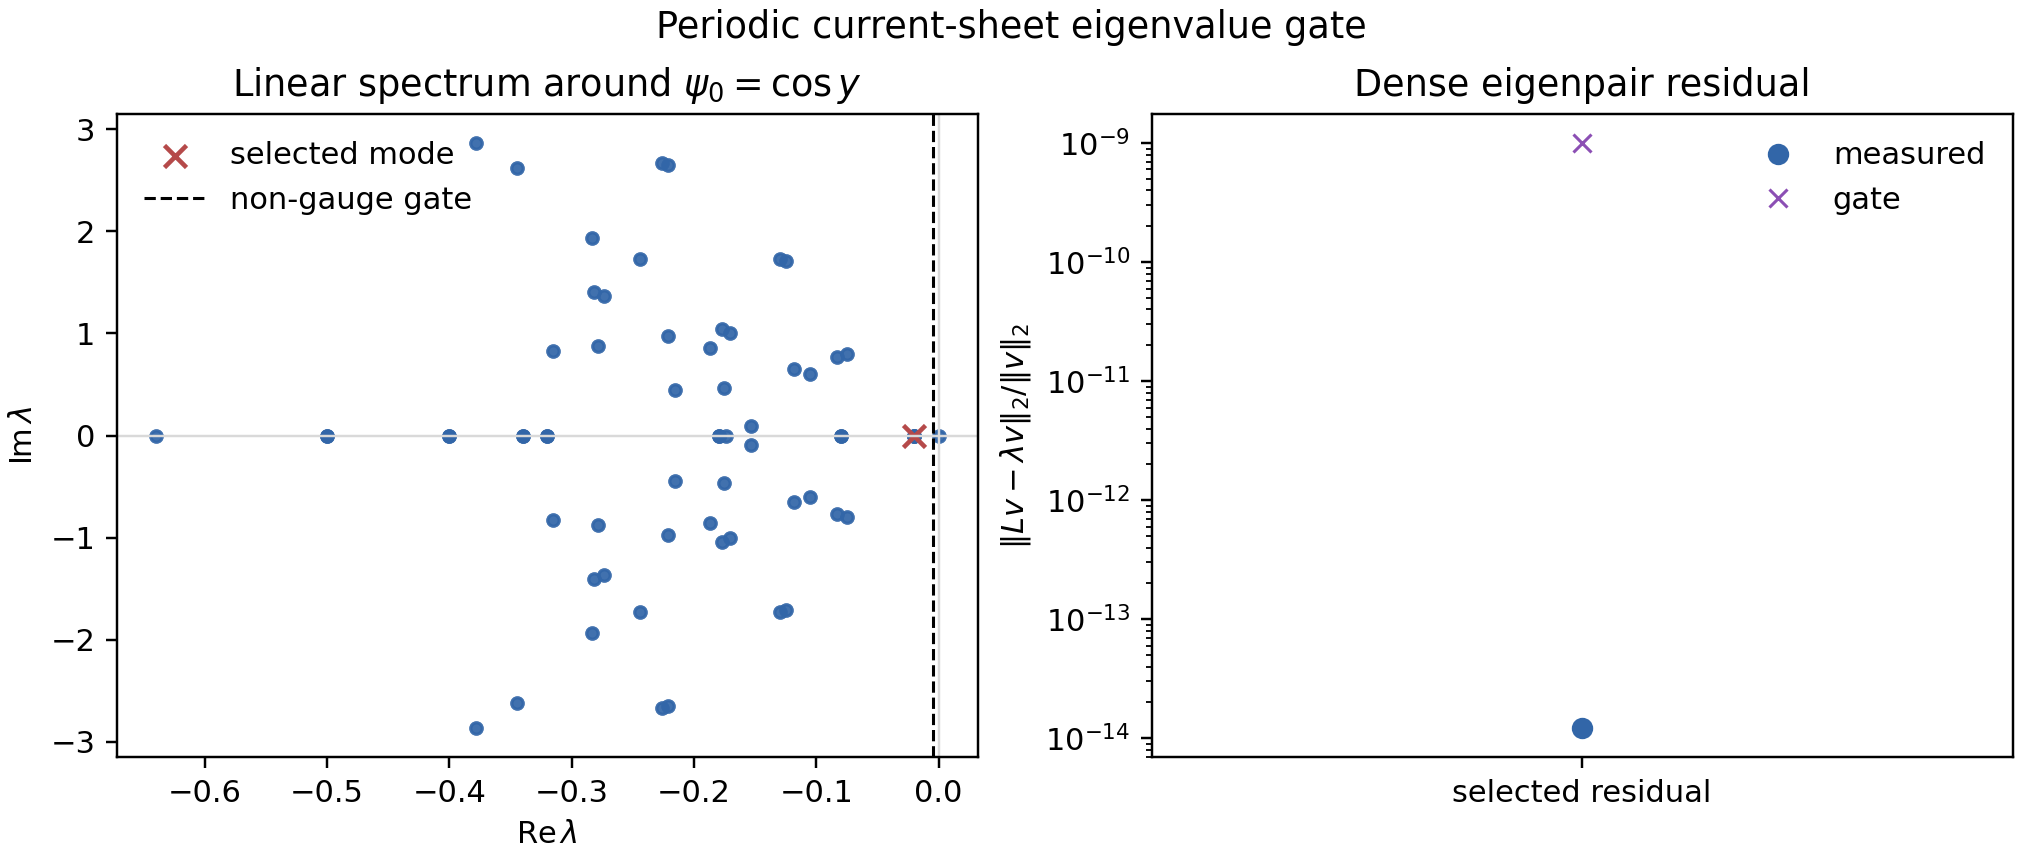 Periodic current-sheet eigenvalue gate
Linear spectrum around ψ₀ = cos y
selected mode
non-gauge gate
Im λ
3
2
1
0
−1
−2
−3
−0.6
−0.5
−0.4
−0.3
−0.2
−0.1
0.0
Re λ
Dense eigenpair residual
measured
gate
‖Lv − λv‖₂/‖v‖₂
10⁻⁹
10⁻¹⁰
10⁻¹¹
10⁻¹²
10⁻¹³
10⁻¹⁴
selected residual